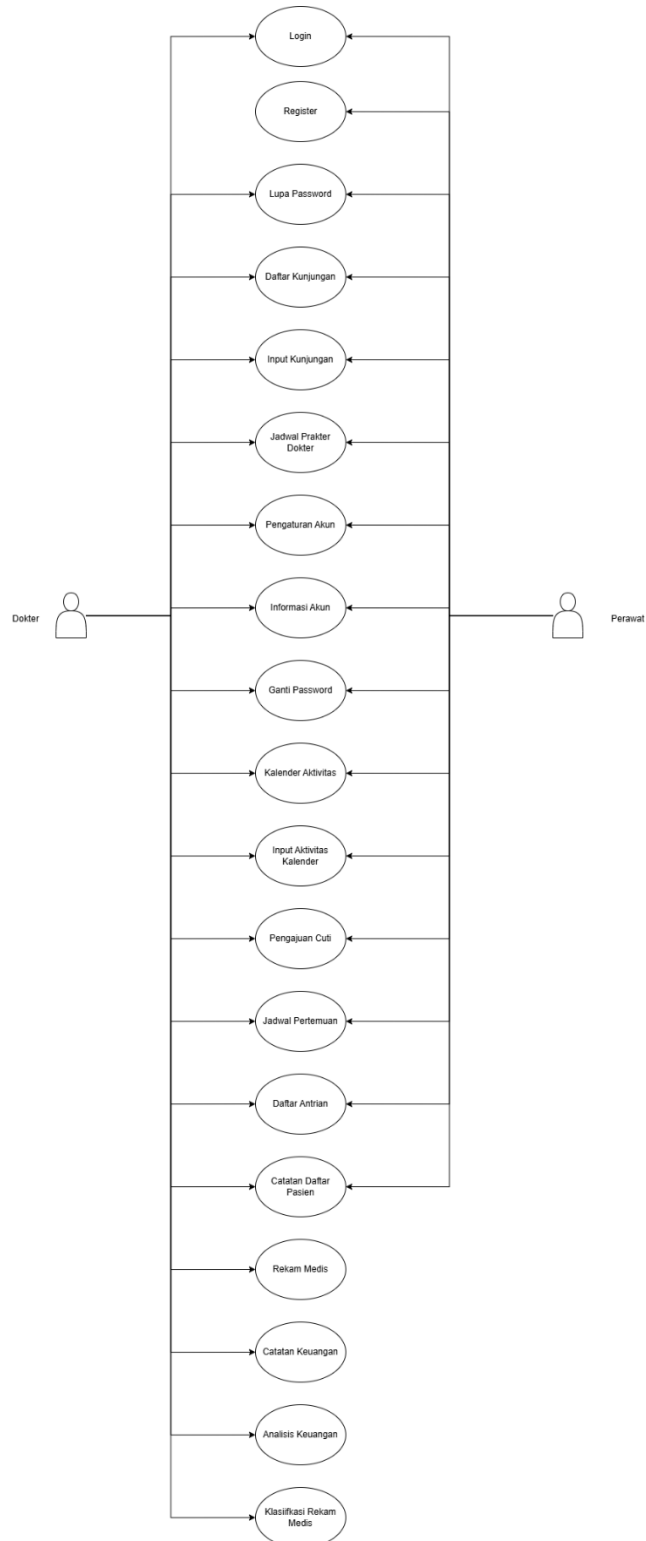 Login
Register
Lupa Password
Daftar Kunjungan
Input Kunjungan
Jadwal Prakter
Dokter
Pengaturan Akun
Informasi Akun
Dokter
Perawat
Ganti Password
Kalender Aktivitas
Input Aktivitas
Kalender
Pengajuan Cuti
Jadwal Pertemuan
Daftar Antrian
Catatan Daftar
Pasien
Rekam Medis
Catatan Keuangan
Analisis Keuangan
Klasiifkasi Rekam
Medis